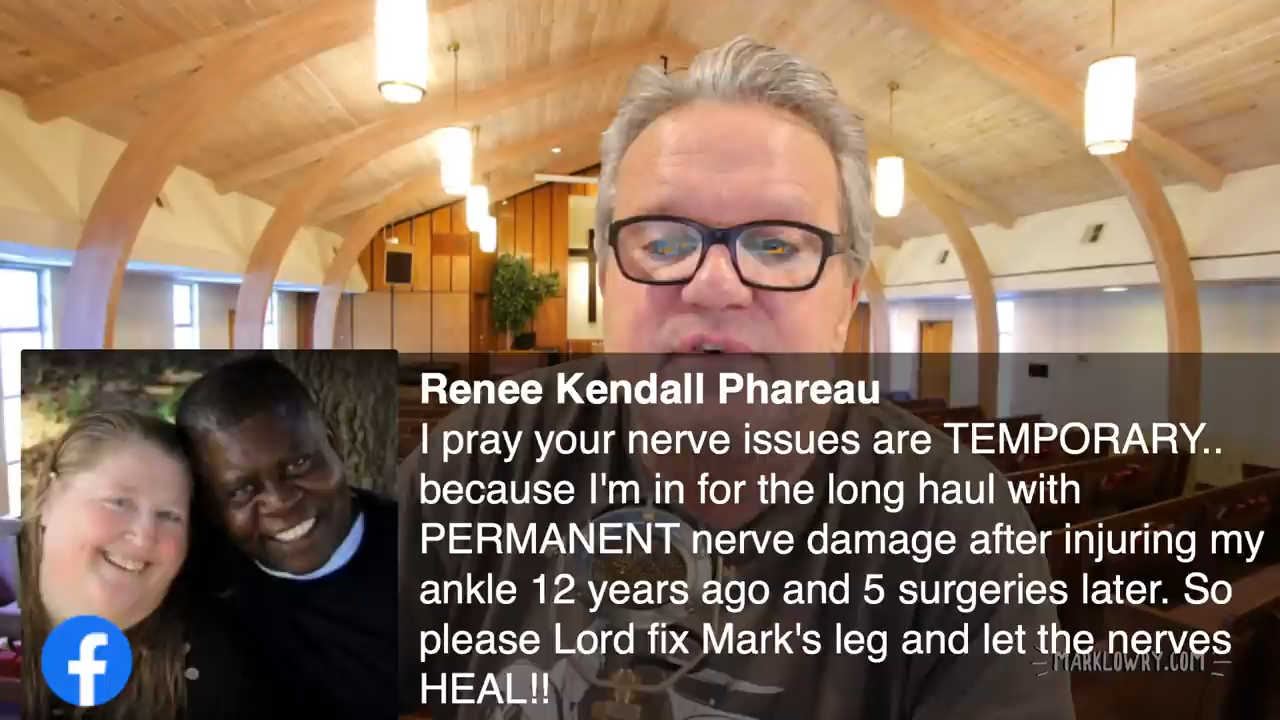 Renee Kendall Phareau
I pray your nerve issues are TEMPORARY..
because I'm in for the long haul with
PERMANENT nerve damage after injuring my
ankle 12 years ago and 5 surgeries later. So
please Lord fix Mark's leg and let the nerves
MARKLOWRY.COM
HEAL!!